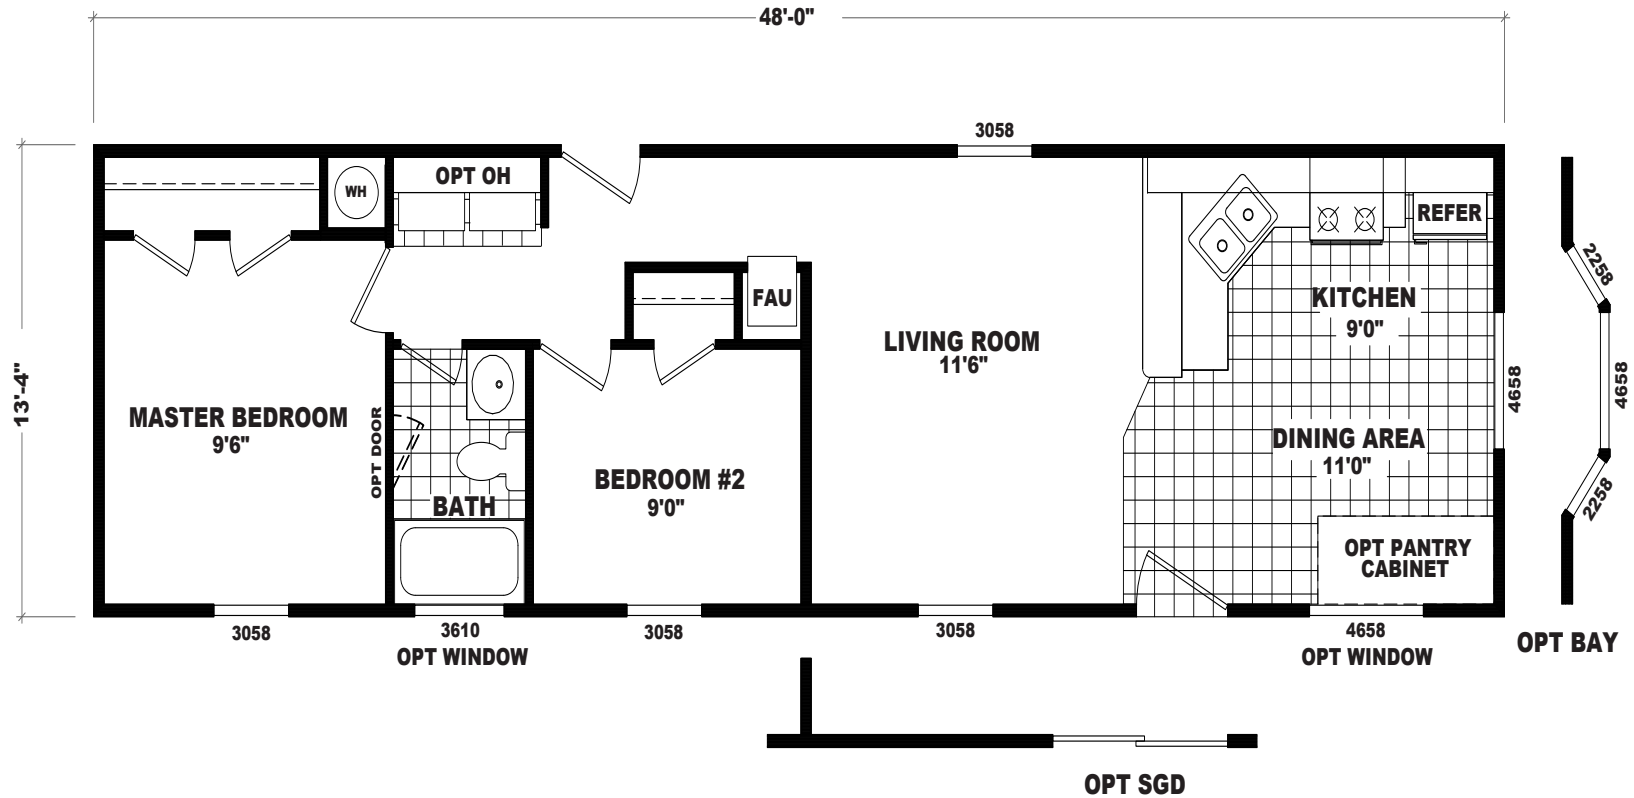 48'-0"
3058
13'-4"
WH
OPT OH
REFER
2258
FAU
KITCHEN
9'0"
LIVING ROOM
11'6"
4658
4658
MASTER BEDROOM
9'6"
OPT DOOR
DINING AREA
11'0"
BEDROOM #2
9'0"
BATH
2258
OPT PANTRY
CABINET
3058
3610
OPT WINDOW
3058
3058
4658
OPT WINDOW
OPT BAY
OPT SGD